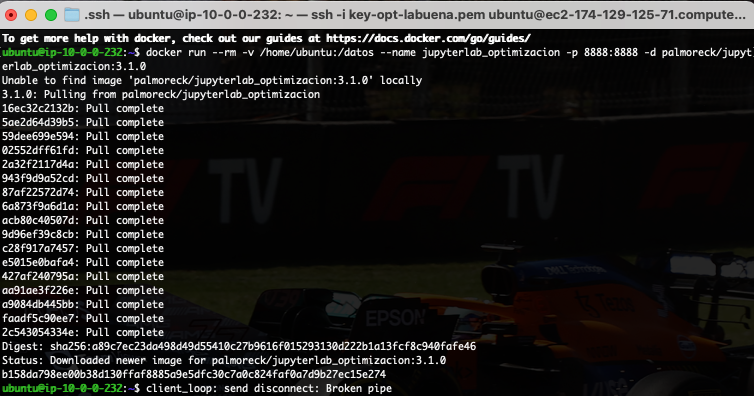 .ssh — ubuntu@ip-10-0-0-232: ~ — ssh -i key-opt-labuena.pem ubuntu@ec2-174-129-125-71.compute...
To get more help with docker, check out our guides at https://docs.docker.com/go/guides/
ubuntu@ip-10-0-0-232:~$ docker run --rm -v /home/ubuntu:/datos --name jupyterlab_optimizacion -p 8888:8888 -d palmoreck/jupyt
erlab_optimizacion:3.1.0
Unable to find image 'palmoreck/jupyterlab_optimizacion:3.1.0' locally
3.1.0: Pulling from palmoreck/jupyterlab_optimizacion
16ec32c2132b: Pull complete
5ae2d64d39b5: Pull complete
59dee699e594: Pull complete
02552dff61fd: Pull complete
2a32f2117d4a: Pull complete
943f9d9a52cd: Pull complete
87af22572d74: Pull complete
6a873f9a6d1a: Pull complete
acb80c40507d: Pull complete
9d96ef39c8cb: Pull complete
c28f917a7457: Pull complete
e5015e0bafa4: Pull complete
427af240795a: Pull complete
aa91ae3f226e: Pull complete
a9084db445bb: Pull complete
faadf5c90ee7: Pull complete
2c543054334e: Pull complete
Digest: sha256:a89c7ec23da498d49d55410c27b9616f015293130d222b1a13fcf8c940fafe46
Status: Downloaded newer image for palmoreck/jupyterlab_optimizacion:3.1.0
b158da798ee00b38d130ffaf8885a9e5dfc30c7a0c824faf0a7d9b27ec15e274
ubuntu@ip-10-0-0-232:~$ client_loop: send disconnect: Broken pipe
TV
TV
EPSON